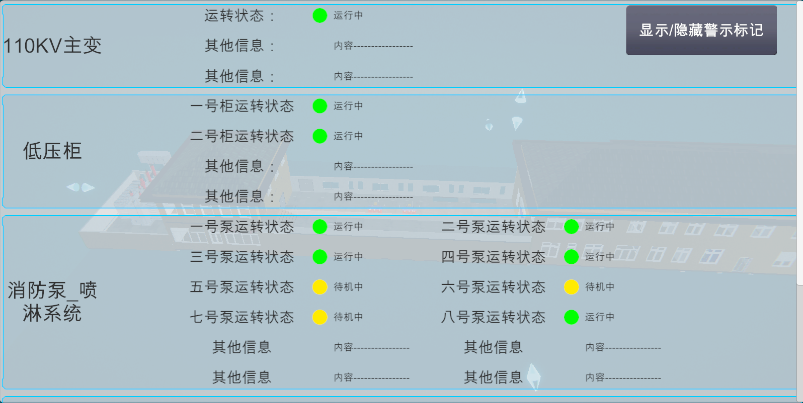 运转状态： 运行中
显示/隐藏警示标记
110KV主变
其他信息： 内容-----------------
其他信息： 内容-----------------
一号柜运转状态 运行中
二号柜运转状态 运行中
低压柜
其他信息： 内容-----------------
其他信息： 内容-----------------
一号泵运转状态 运行中 二号泵运转状态 运行中
三号泵运转状态 运行中 四号泵运转状态 运行中
消防泵_喷
淋系统
五号泵运转状态 待机中 六号泵运转状态 待机中
七号泵运转状态 待机中 八号泵运转状态 运行中
其他信息 内容---------------- 其他信息 内容----------------
其他信息 内容---------------- 其他信息 内容----------------